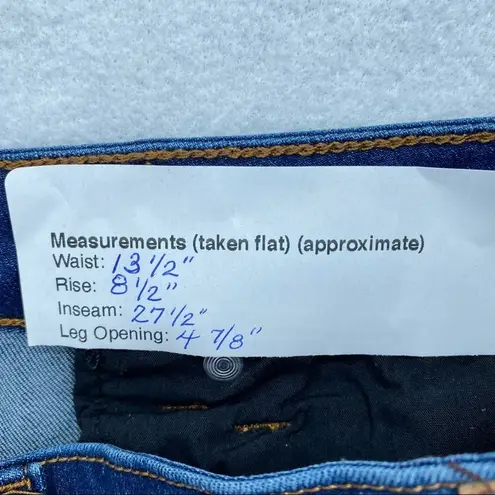 Measurements (taken flat) (approximate)
Waist: 13 1/2"
Rise: 8 1/2"
Inseam: 27 1/2"
Leg Opening: 4 7/8"